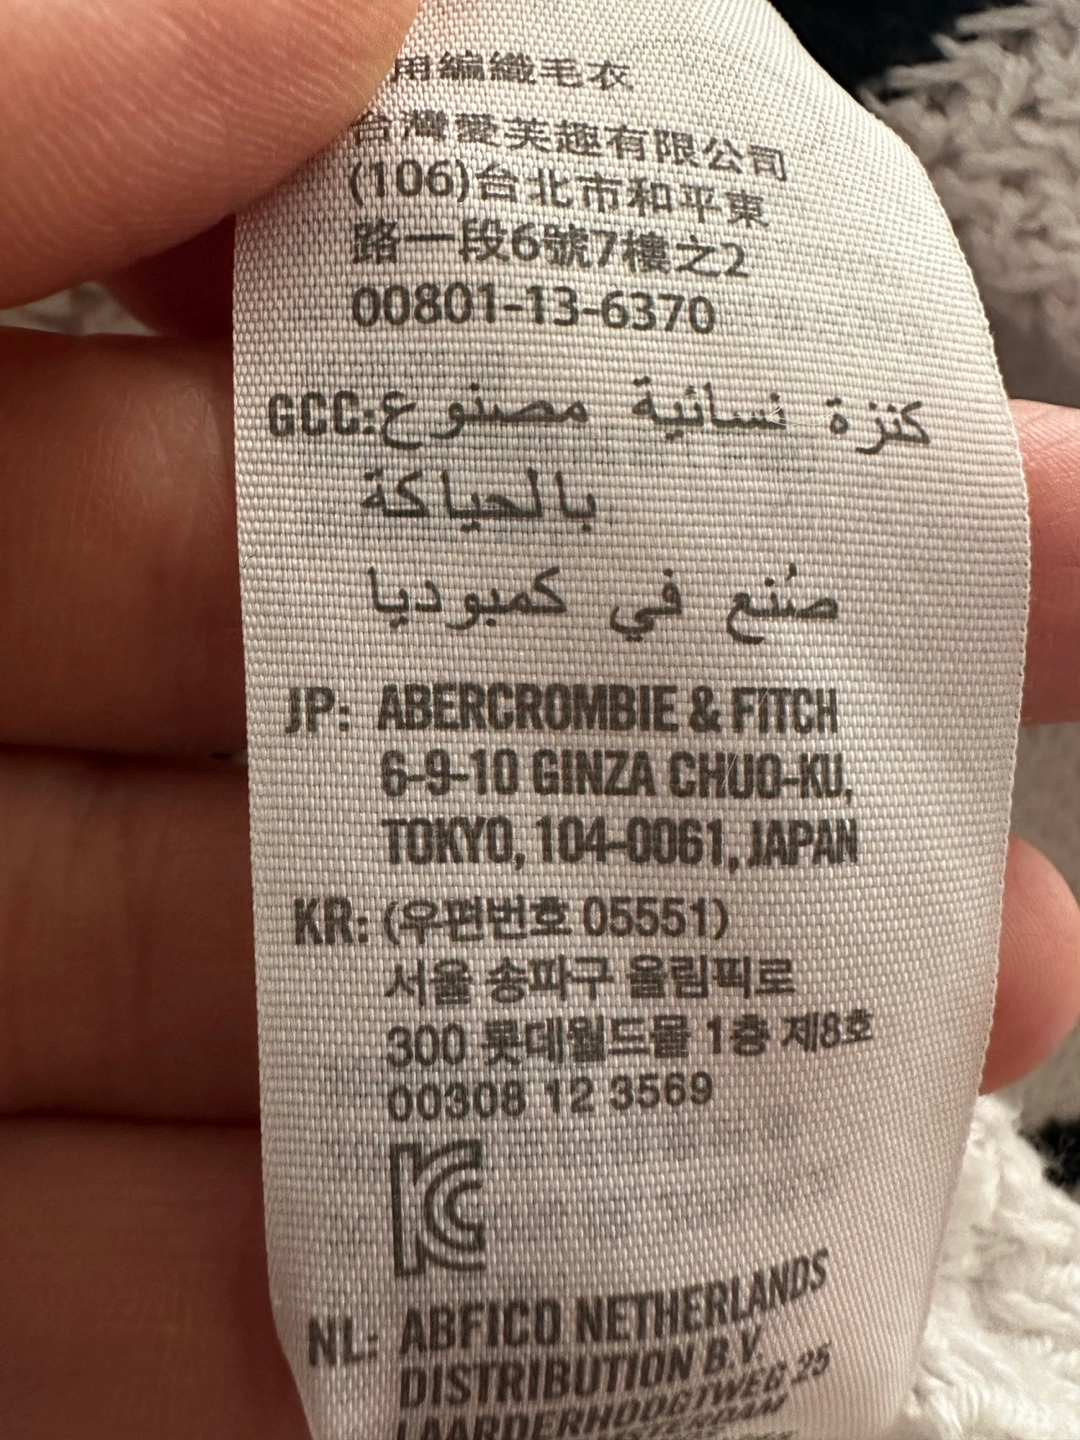 用編織毛衣
台灣愛芙趣有限公司
(106)台北市和平東
路一段6號7樓之2
00801-13-6370
GCC: كنزة نسائية مصنوع
بالحياكة
صُنع في كمبوديا
JP: ABERCROMBIE & FITCH
6-9-10 GINZA CHUO-KU,
TOKYO, 104-0061, JAPAN
KR: (우편번호 05551)
서울 송파구 올림픽로
300 롯데월드몰 1층 제8호
00308 12 3569
KC
NL: ABFICO NETHERLANDS
DISTRIBUTION B.V.
LAARDERHOOGTWEG 25